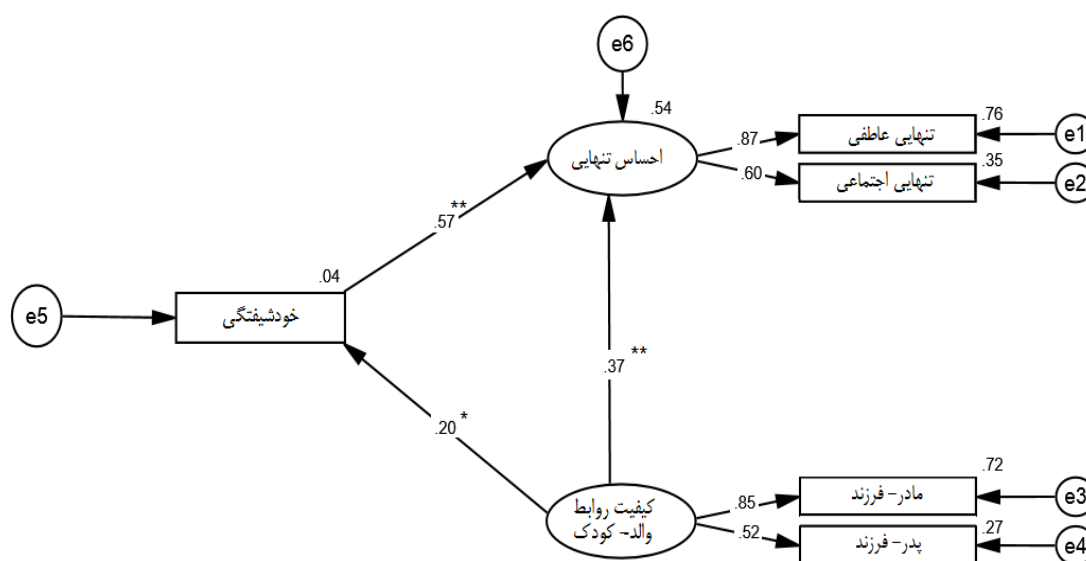 e6
.54
احساس تنهایی
.87
.60
.76
تنهایی عاطفی
e1
.35
تنهایی اجتماعی
e2
**
.57
.04
خودشیفتگی
e5
**
.37
*
.20
کیفیت روابط
والد- کودک
.85
.52
.72
مادر- فرزند
e3
.27
پدر- فرزند
e4